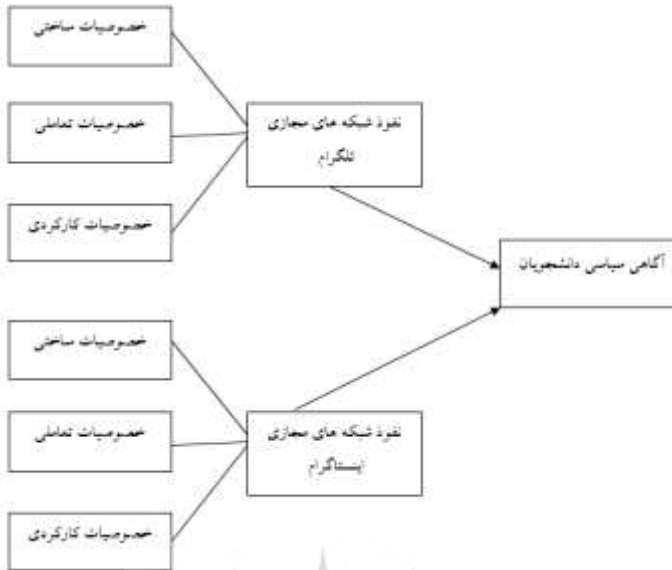 خصوصیات ساختی
خصوصیات تعاملی
نفوذ شبکه های مجازی
تلگرام
خصوصیات کارکردی
آگاهی سیاسی دانشجویان
خصوصیات ساختی
خصوصیات تعاملی
نفوذ شبکه های مجازی
اینستاگرام
خصوصیات کارکردی